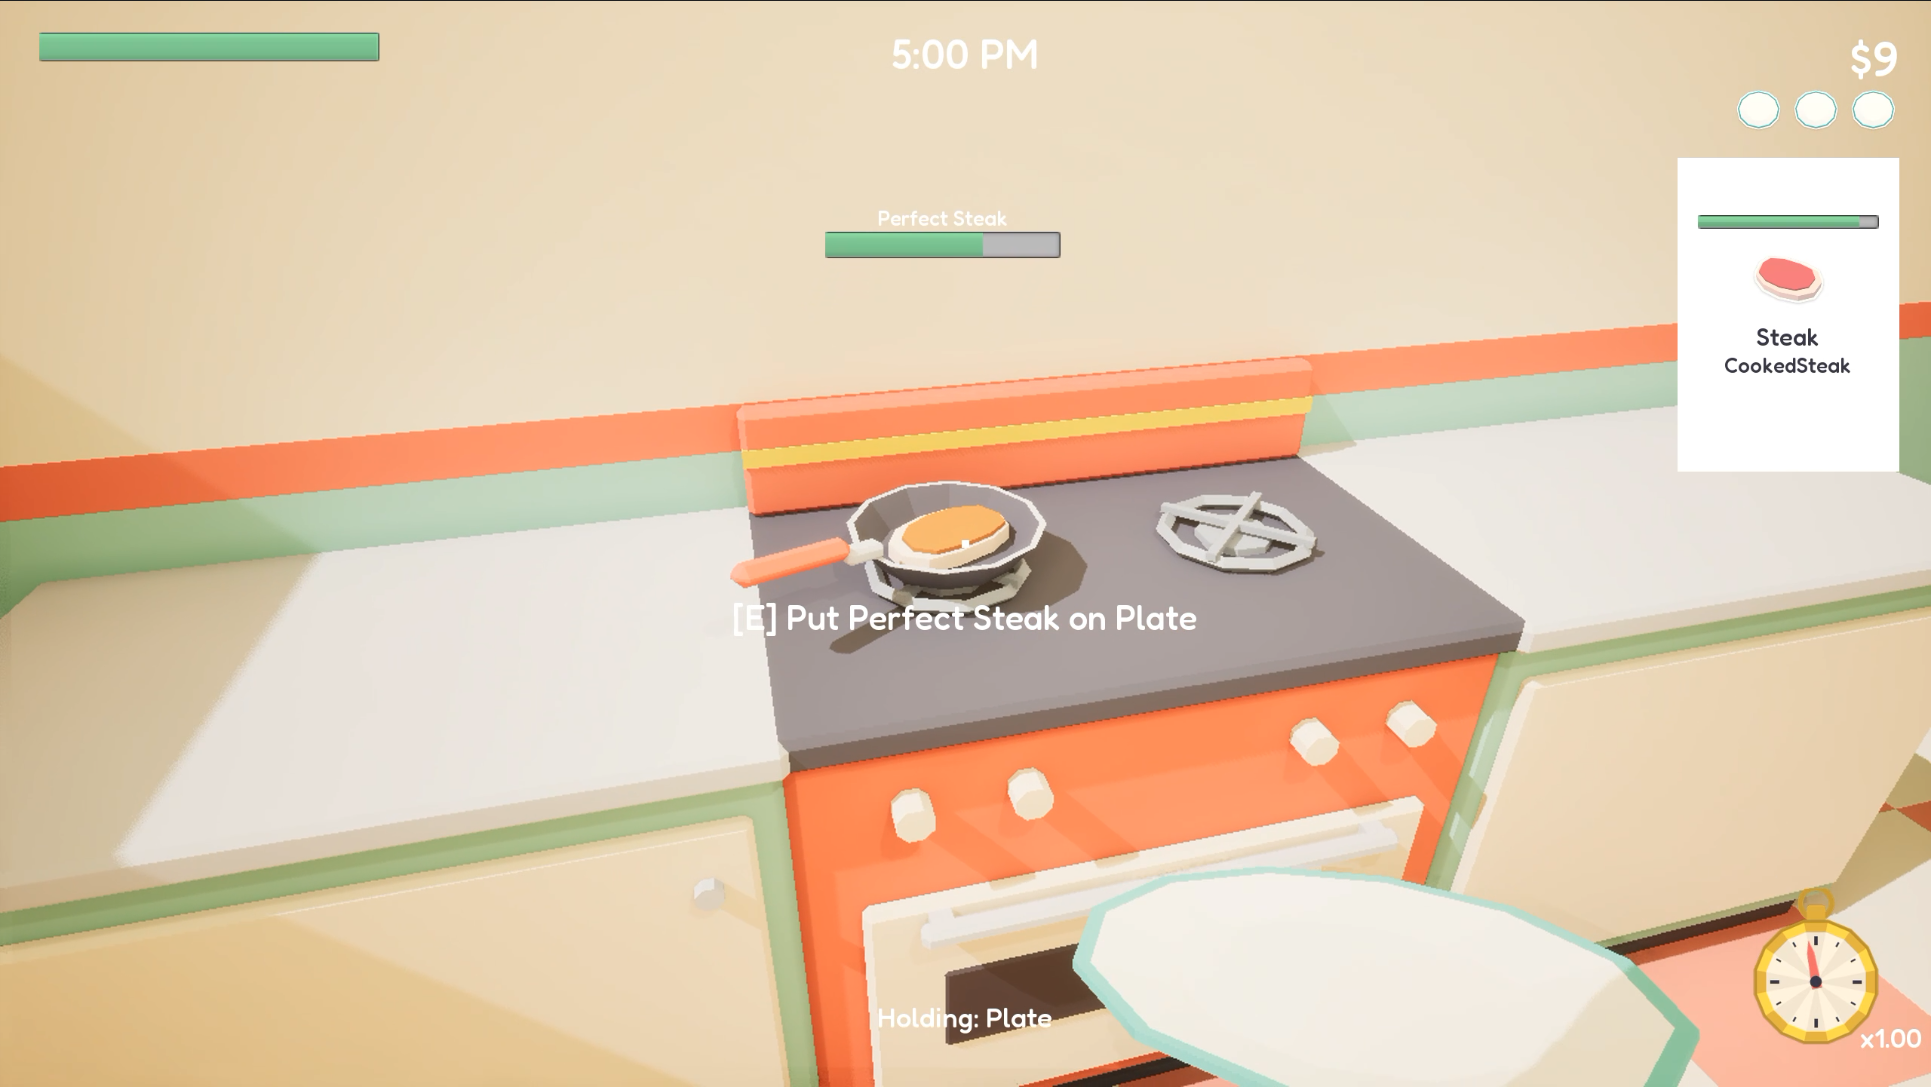 5:00 PM
$9
Perfect Steak
Steak
CookedSteak
[E] Put Perfect Steak on Plate
Holding: Plate
x1.00